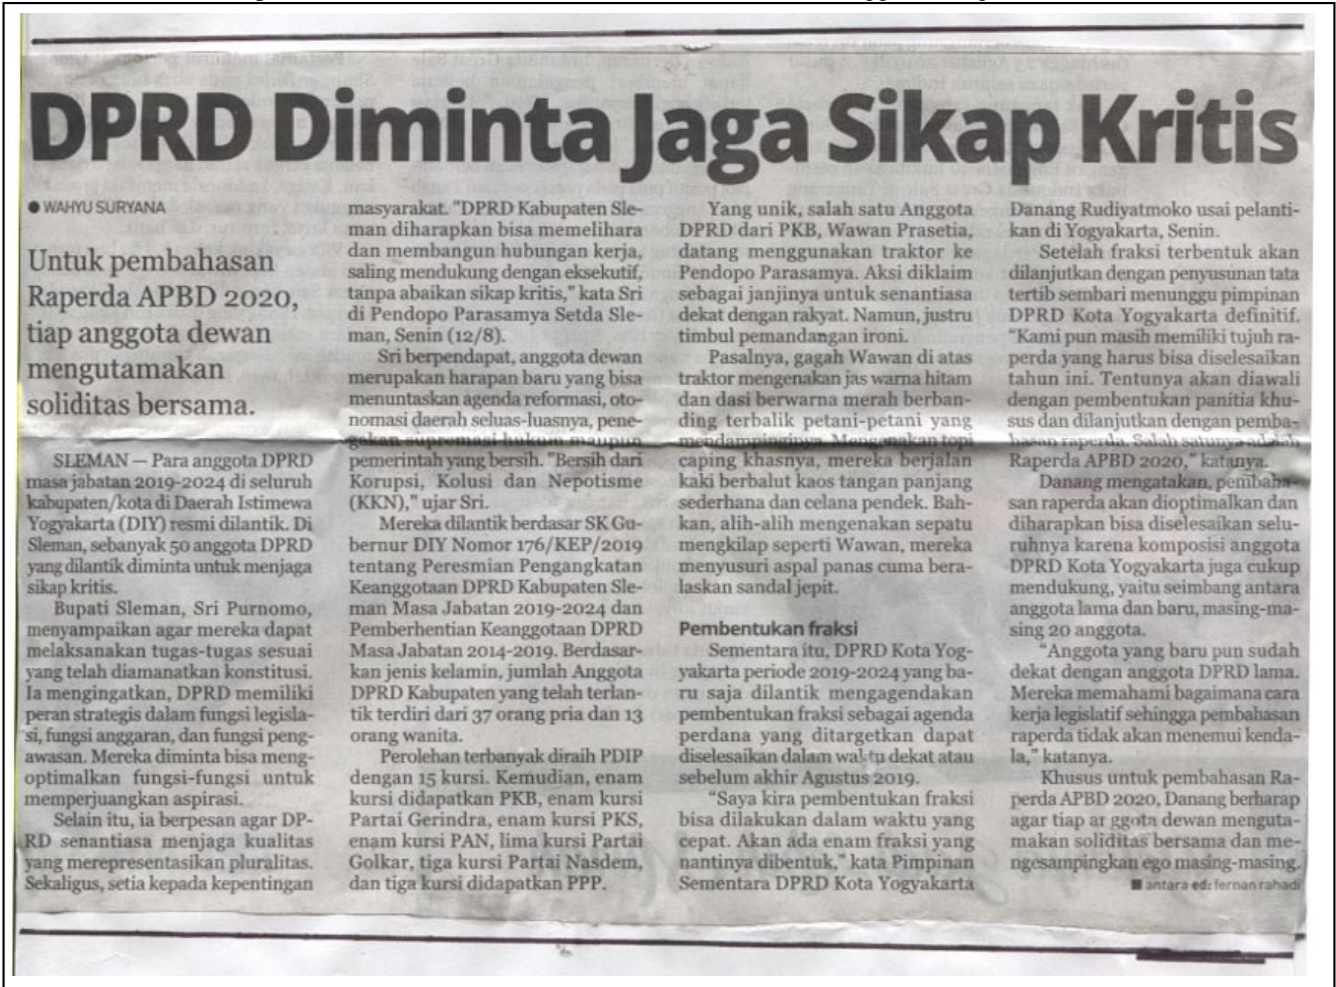 DPRD Diminta Jaga Sikap Kritis
● WAHYU SURYANA
Untuk pembahasan
Raperda APBD 2020,
tiap anggota dewan
mengutamakan
soliditas bersama.
SLEMAN — Para anggota DPRD
masa jabatan 2019-2024 di seluruh
kabupaten/kota di Daerah Istimewa
Yogyakarta (DIY) resmi dilantik. Di
Sleman, sebanyak 50 anggota DPRD
yang dilantik diminta untuk menjaga
sikap kritis.
Bupati Sleman, Sri Purnomo,
menyampaikan agar mereka dapat
melaksanakan tugas-tugas sesuai
yang telah diamanatkan konstitusi.
Ia mengingatkan, DPRD memiliki
peran strategis dalam fungsi legisla-
si, fungsi anggaran, dan fungsi peng-
awasan. Mereka diminta bisa meng-
optimalkan fungsi-fungsi untuk
memperjuangkan aspirasi.
Selain itu, ia berpesan agar DP-
RD senantiasa menjaga kualitas
yang merepresentasikan pluralitas.
Sekaligus, setia kepada kepentingan
masyarakat. "DPRD Kabupaten Sle-
man diharapkan bisa memelihara
dan membangun hubungan kerja,
saling mendukung dengan eksekutif,
tanpa abaikan sikap kritis," kata Sri
di Pendopo Parasamya Setda Sle-
man, Senin (12/8).
Sri berpendapat, anggota dewan
merupakan harapan baru yang bisa
menuntaskan agenda reformasi, oto-
nomasi daerah seluas-luasnya, pene-
gakan supremasi hukum maupun
pemerintah yang bersih. "Bersih dari
Korupsi, Kolusi dan Nepotisme
(KKN)," ujar Sri.
Mereka dilantik berdasar SK Gu-
bernur DIY Nomor 176/KEP/2019
tentang Peresmian Pengangkatan
Keanggotaan DPRD Kabupaten Sle-
man Masa Jabatan 2019-2024 dan
Pemberhentian Keanggotaan DPRD
Masa Jabatan 2014-2019. Berdasar-
kan jenis kelamin, jumlah Anggota
DPRD Kabupaten yang telah terlan-
tik terdiri dari 37 orang pria dan 13
orang wanita.
Perolehan terbanyak diraih PDIP
dengan 15 kursi. Kemudian, enam
kursi didapatkan PKB, enam kursi
Partai Gerindra, enam kursi PKS,
enam kursi PAN, lima kursi Partai
Golkar, tiga kursi Partai Nasdem,
dan tiga kursi didapatkan PPP.
Yang unik, salah satu Anggota
DPRD dari PKB, Wawan Prasetia,
datang menggunakan traktor ke
Pendopo Parasamya. Aksi diklaim
sebagai janjinya untuk senantiasa
dekat dengan rakyat. Namun, justru
timbul pemandangan ironi.
Pasalnya, gagah Wawan di atas
traktor mengenakan jas warna hitam
dan dasi berwarna merah berban-
ding terbalik petani-petani yang
mendampinginya. Mengenakan topi
caping khasnya, mereka berjalan
kaki berbalut kaos tangan panjang
sederhana dan celana pendek. Bah-
kan, alih-alih mengenakan sepatu
mengkilap seperti Wawan, mereka
menyusuri aspal panas cuma bera-
laskan sandal jepit.
Pembentukan fraksi
Sementara itu, DPRD Kota Yog-
yakarta periode 2019-2024 yang ba-
ru saja dilantik mengagendakan
pembentukan fraksi sebagai agenda
perdana yang ditargetkan dapat
diselesaikan dalam waktu dekat atau
sebelum akhir Agustus 2019.
"Saya kira pembentukan fraksi
bisa dilakukan dalam waktu yang
cepat. Akan ada enam fraksi yang
nantinya dibentuk," kata Pimpinan
Sementara DPRD Kota Yogyakarta
Danang Rudiyatmoko usai pelanti-
kan di Yogyakarta, Senin.
Setelah fraksi terbentuk akan
dilanjutkan dengan penyusunan tata
tertib sembari menunggu pimpinan
DPRD Kota Yogyakarta definitif.
"Kami pun masih memiliki tujuh ra-
perda yang harus bisa diselesaikan
tahun ini. Tentunya akan diawali
dengan pembentukan panitia khu-
sus dan dilanjutkan dengan pemba-
hasan raperda. Salah satunya adalah
Raperda APBD 2020," katanya.
Danang mengatakan, pembaha-
san raperda akan dioptimalkan dan
diharapkan bisa diselesaikan selu-
ruhnya karena komposisi anggota
DPRD Kota Yogyakarta juga cukup
mendukung, yaitu seimbang antara
anggota lama dan baru, masing-ma-
sing 20 anggota.
"Anggota yang baru pun sudah
dekat dengan anggota DPRD lama.
Mereka memahami bagaimana cara
kerja legislatif sehingga pembahasan
raperda tidak akan menemui kenda-
la," katanya.
Khusus untuk pembahasan Ra-
perda APBD 2020, Danang berharap
agar tiap anggota dewan menguta-
makan soliditas bersama dan me-
ngesampingkan ego masing-masing.
■ antara ed: fernan rahadi